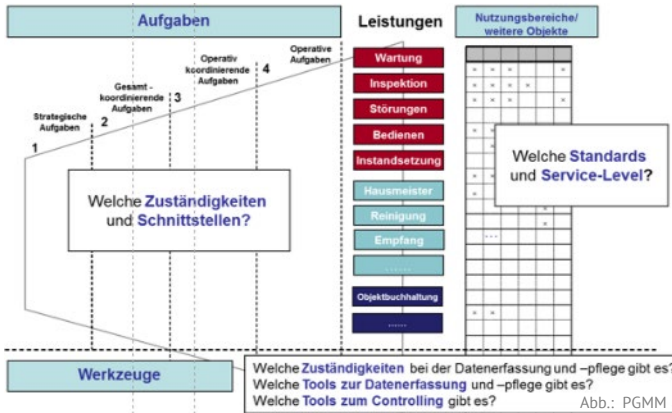 Aufgaben
Leistungen
Nutzungsbereiche/
weitere Objekte
Operative
Aufgaben
4
Operativ
koordinierende
Aufgaben
3
Gesamt -
koordinierende
Aufgaben
2
Strategische
Aufgaben
1
Wartung
Inspektion
Störungen
Bedienen
Instandsetzung
Hausmeister
Reinigung
Empfang
......
Objektbuchhaltung
......
Welche Zuständigkeiten
und Schnittstellen?
Welche Standards
und Service-Level?
Werkzeuge
Welche Zuständigkeiten bei der Datenerfassung und –pflege gibt es?
Welche Tools zur Datenerfassung und –pflege gibt es?
Welche Tools zum Controlling gibt es?
Abb.: PGMM